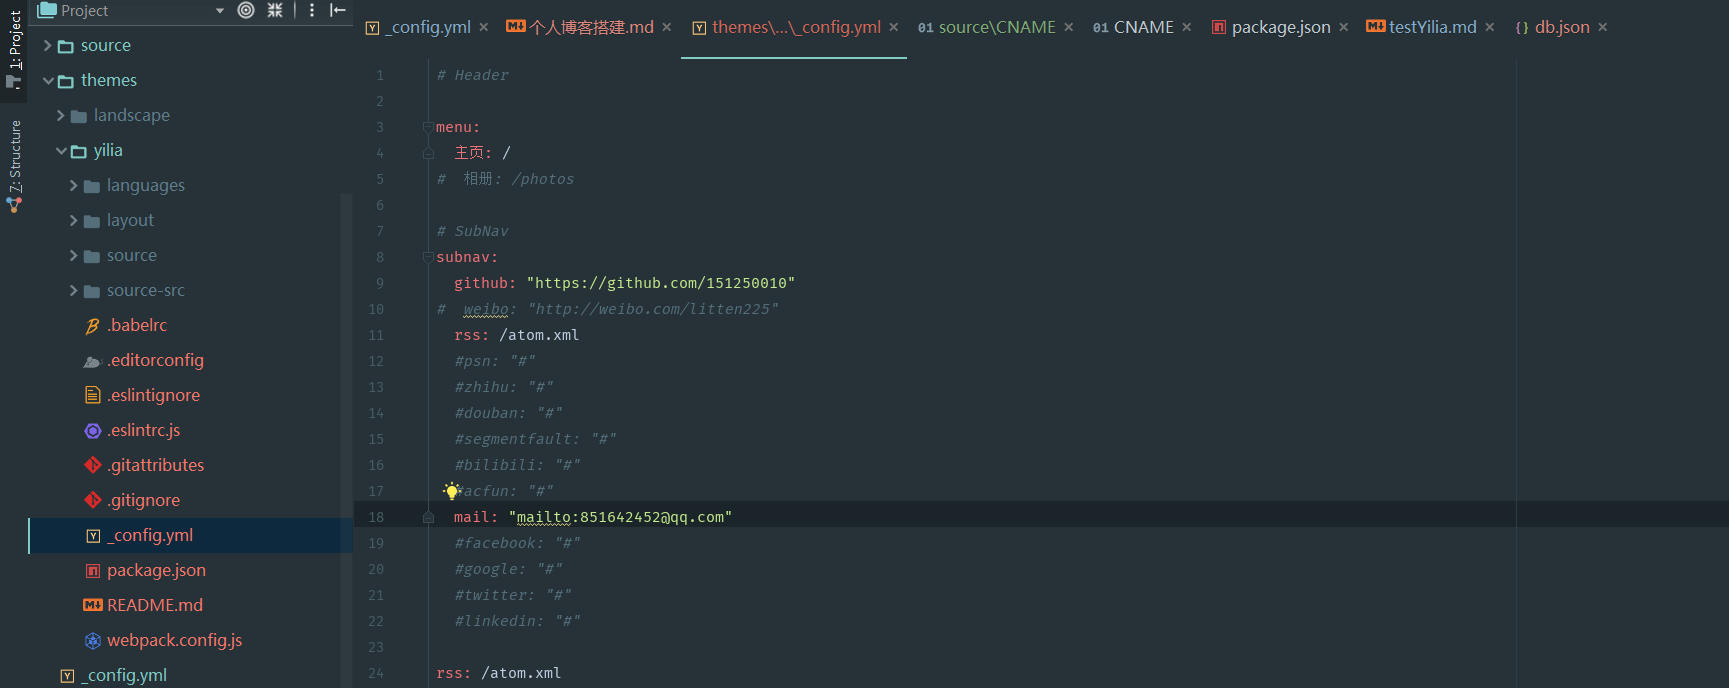 Project
1: Project
7: Structure
source
themes
landscape
yilia
languages
layout
source
source-src
.babelrc
.editorconfig
.eslintignore
.eslintrc.js
.gitattributes
.gitignore
_config.yml
package.json
README.md
webpack.config.js
_config.yml
_config.yml × 个人博客搭建.md × themes\...\_config.yml × source\CNAME × CNAME × package.json × testYilia.md × db.json ×
1 # Header
2
3 menu:
4 主页: /
5 # 相册: /photos
6
7 # SubNav
8 subnav:
9 github: "https://github.com/151250010"
10 # weibo: "http://weibo.com/litten225"
11 rss: /atom.xml
12 #psn: "#"
13 #zhihu: "#"
14 #douban: "#"
15 #segmentfault: "#"
16 #bilibili: "#"
17 #acfun: "#"
18 mail: "mailto:851642452@qq.com"
19 #facebook: "#"
20 #google: "#"
21 #twitter: "#"
22 #linkedin: "#"
23
24 rss: /atom.xml